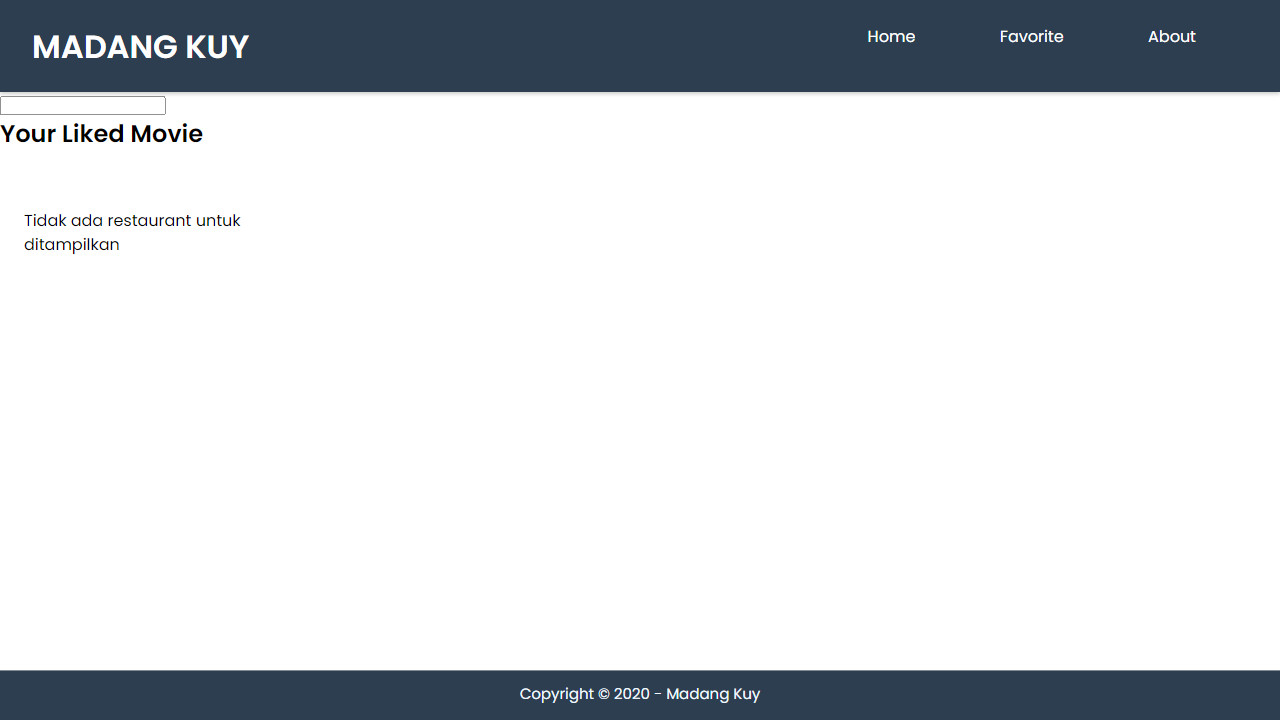 MADANG KUY
Home
Favorite
About
Your Liked Movie
Tidak ada restaurant untuk
ditampilkan
Copyright © 2020 - Madang Kuy